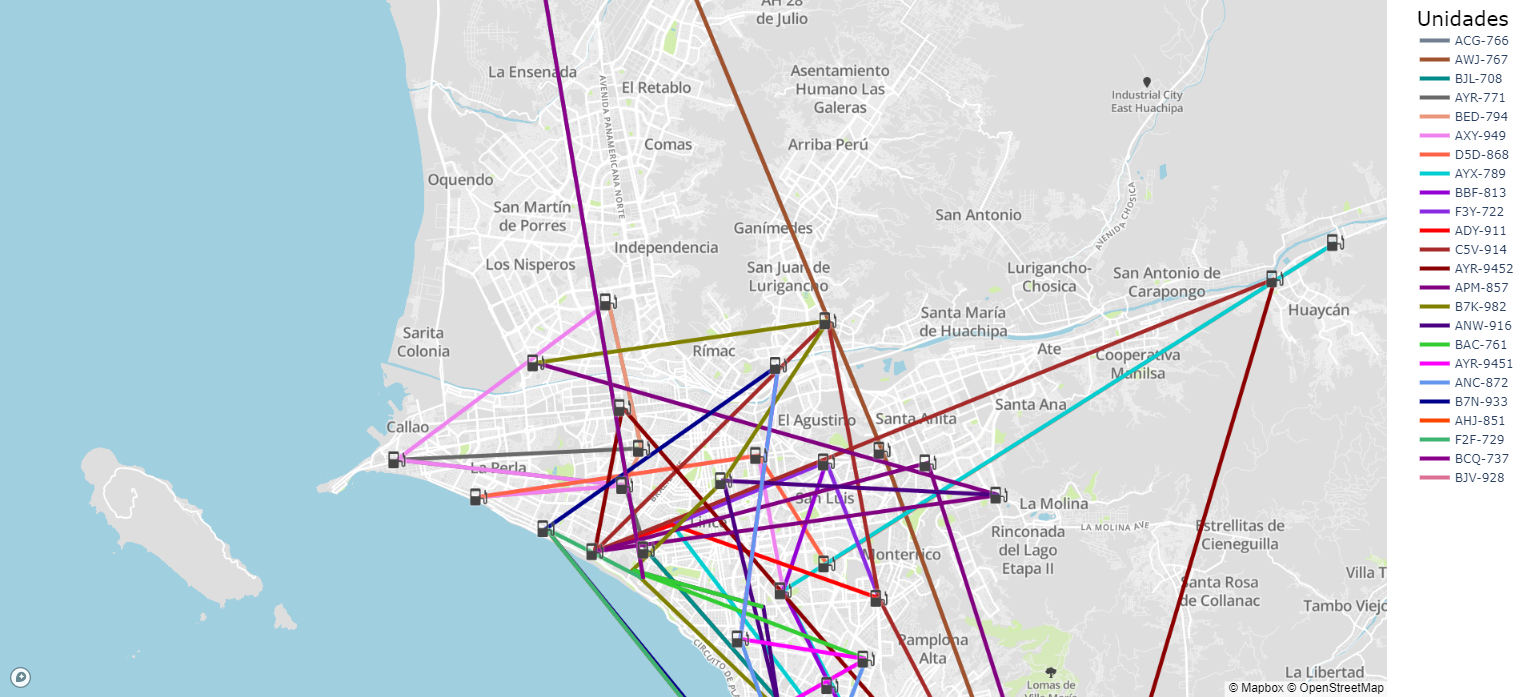 AH 28
de Julio
La Ensenada
El Retablo
Asentamiento
Humano Las
Galeras
Industrial City
East Huachipa
AVENIDA PANAMERICANA NORTE
Comas
Arriba Perú
Oquendo
San Martín
de Porres
San Antonio
AVENIDA CHOSICA
Ganímedes
Independencia
Los Nisperos
San Juan de
Lurigancho
Lurigancho-
Chosica
San Antonio de
Carapongo
Huaycán
Santa María
de Huachipa
Sarita
Colonia
Rímac
Ate
Cooperativa
Manilsa
Santa Ana
Callao
El Agustino
Santa Anita
La Perla
San Luis
La Molina
LA MOLINA AVE
Lince
Estrellitas de
Cieneguilla
Rinconada
del Lago
Etapa II
Monterrico
Villa T
Santa Rosa
de Collanac
Tambo Viejo
Pamplona
Alta
CIRCUITO DE PLA
La Libertad
Lomas de
Villa María
© Mapbox © OpenStreetMap
Unidades
ACG-766
AWJ-767
BJL-708
AYR-771
BED-794
AXY-949
D5D-868
AYX-789
BBF-813
F3Y-722
ADY-911
C5V-914
AYR-9452
APM-857
B7K-982
ANW-916
BAC-761
AYR-9451
ANC-872
B7N-933
AHJ-851
F2F-729
BCQ-737
BJV-928